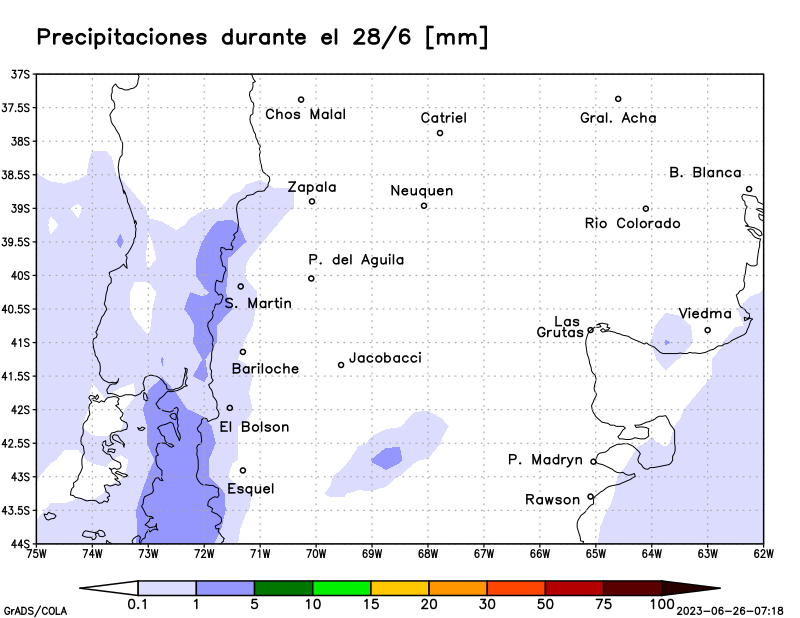 Precipitaciones durante el 28/6 [mm]
37S
37.5S
38S
38.5S
39S
39.5S
40S
40.5S
41S
41.5S
42S
42.5S
43S
43.5S
44S
Chos Malal
Catriel
Gral. Acha
B. Blanca
Zapala
Neuquen
Rio Colorado
P. del Aguila
S. Martin
Las
Grutas
Viedma
Bariloche
Jacobacci
El Bolson
P. Madryn
Esquel
Rawson
75W 74W 73W 72W 71W 70W 69W 68W 67W 66W 65W 64W 63W 62W
0.1 1 5 10 15 20 30 50 75 100
GrADS/COLA
2023-06-26-07:18